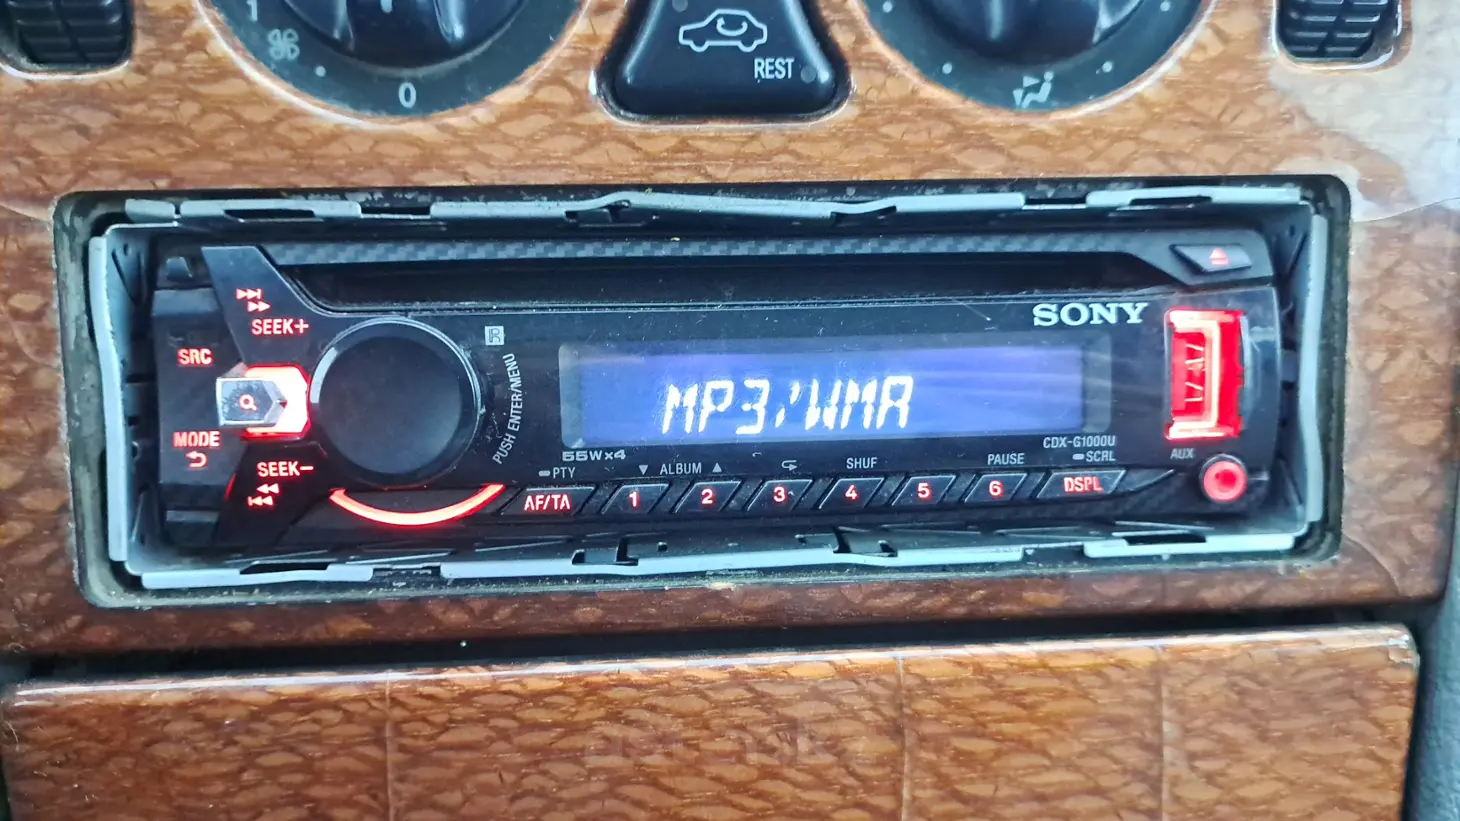 1
0
REST
SEEK+
SRC
MODE
SEEK-
PUSH ENTER/MENU
SONY
MP3/WMA
CDX-G1000U
55W×4
PTY
ALBUM
SHUF
PAUSE
SCRL
AUX
AF/TA
1
2
3
4
5
6
DSPL